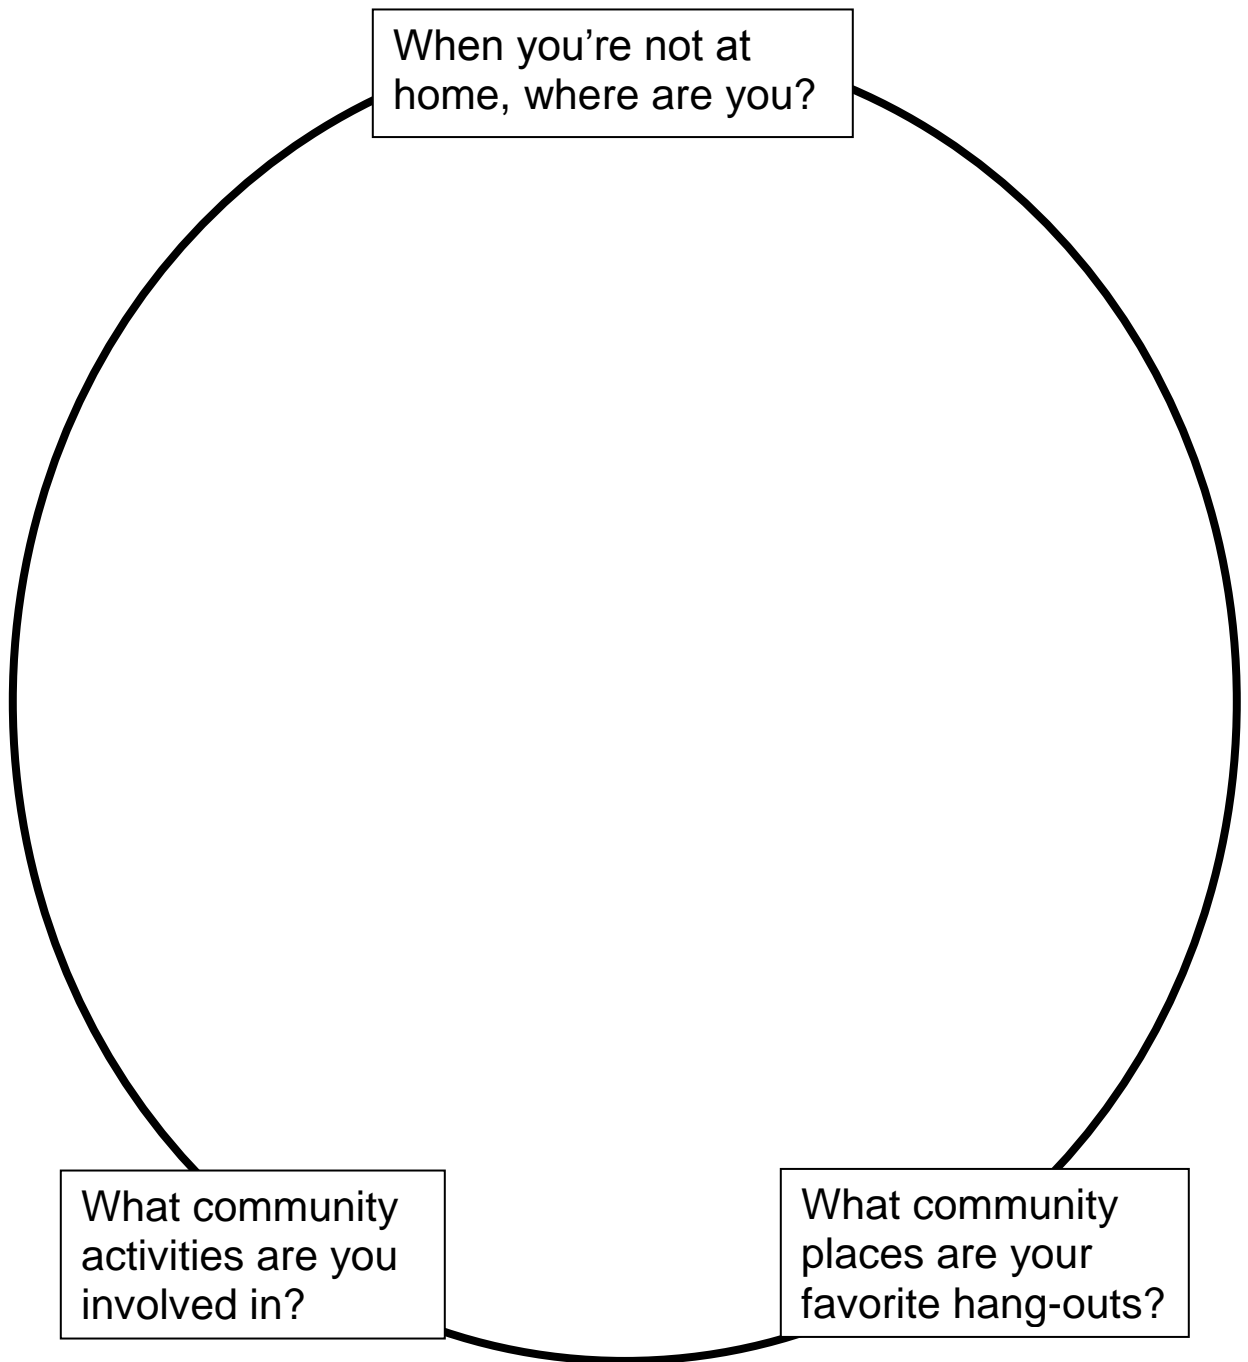 When you’re not at
home, where are you?
What community
activities are you
involved in?
What community
places are your
favorite hang-outs?